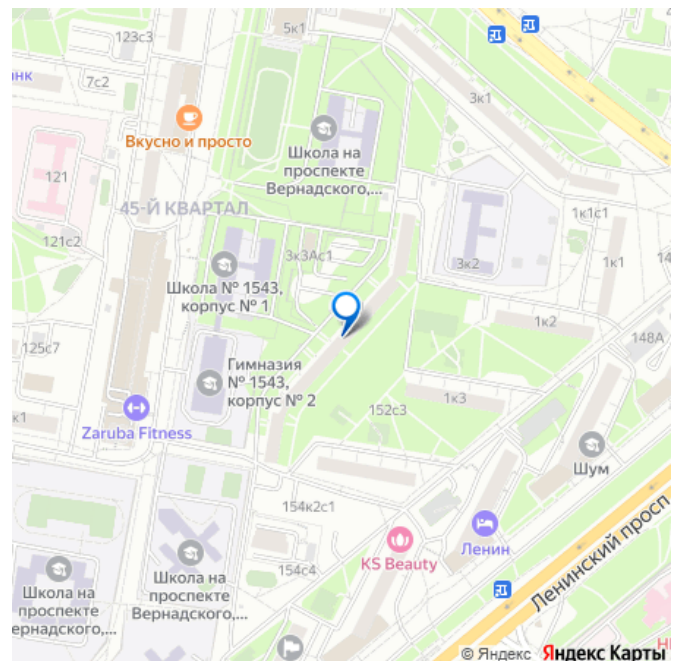 5к1
123с3
нк
7с2
3к1
Вкусно и просто
Школа на
проспекте
Вернадского,...
121
45-Й КВАРТАЛ
121с2
1к1с1
3к3Ас1
3к2
1к1
14
Школа № 1543,
корпус № 1
1к2
148А
125с7
Гимназия
№ 1543,
корпус № 2
1к3
152с3
к1
Zaruba Fitness
Шум
154к2с1
Ленин
KS Beauty
Ленинский просп
154с4
Школа на
проспекте
Вернадского,...
Школа на
проспекте
ернадского,...
© Яндекс Яндекс Карты